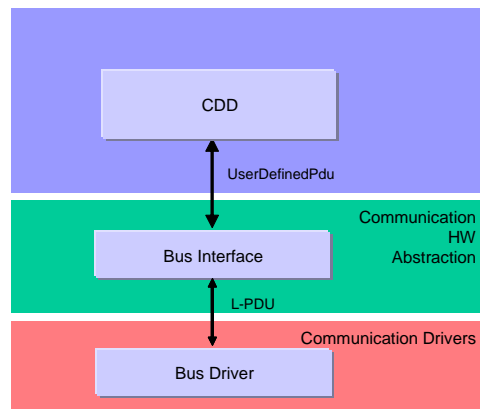 CDD
UserDefinedPdu
Communication
HW
Abstraction
Bus Interface
L-PDU
Communication Drivers
Bus Driver